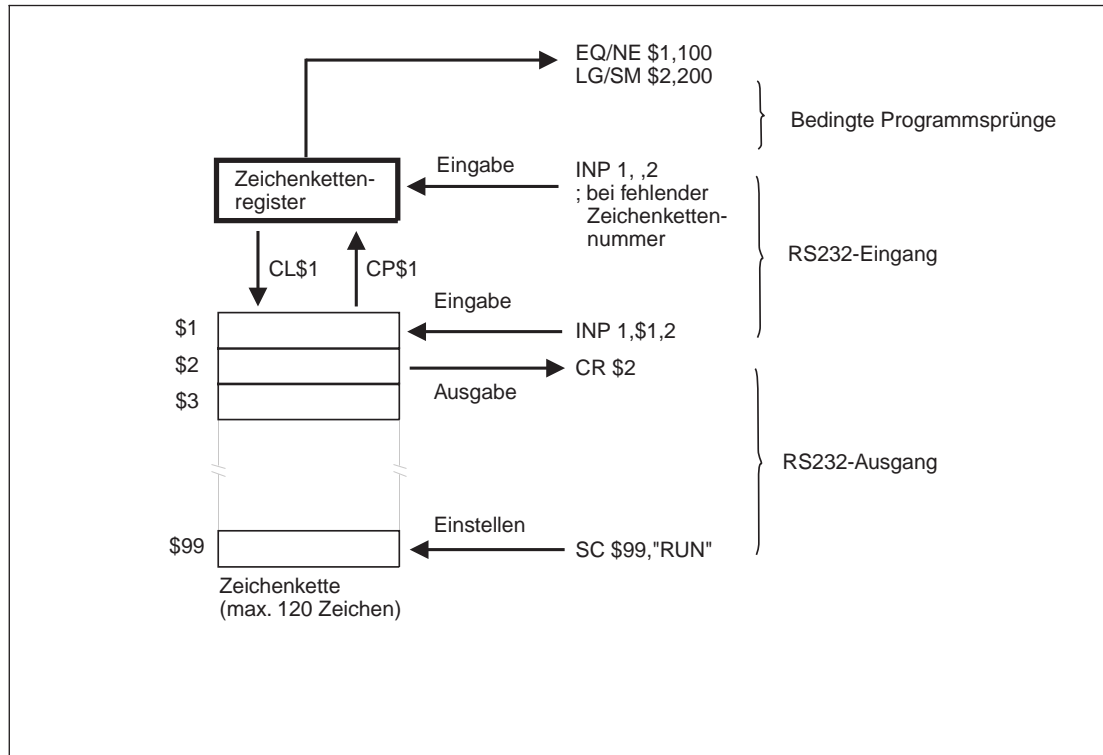 EQ/NE $1,100
LG/SM $2,200
Bedingte Programmsprünge
Zeichenketten-
register
Eingabe
INP 1, ,2
; bei fehlender
Zeichenketten-
nummer
RS232-Eingang
CL$1
CP$1
Eingabe
$1
INP 1,$1,2
$2
CR $2
Ausgabe
$3
RS232-Ausgang
Einstellen
$99
SC $99,"RUN"
Zeichenkette
(max. 120 Zeichen)